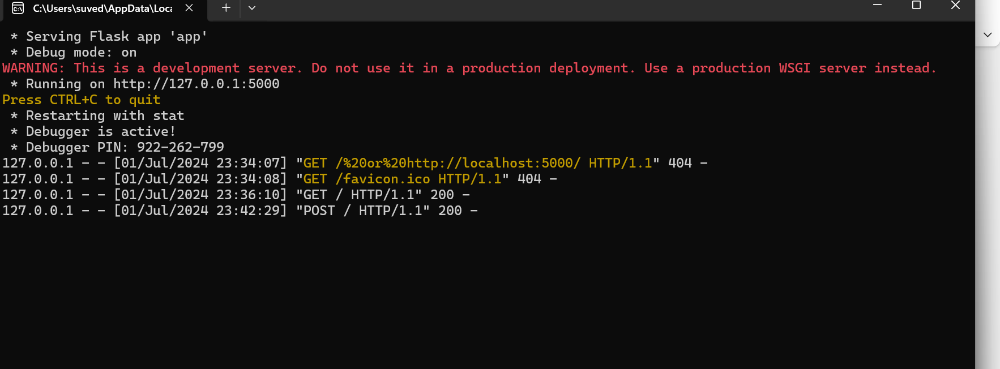 C:\Users\suved\AppData\Loca
* Serving Flask app 'app'
* Debug mode: on
WARNING: This is a development server. Do not use it in a production deployment. Use a production WSGI server instead.
* Running on http://127.0.0.1:5000
Press CTRL+C to quit
* Restarting with stat
* Debugger is active!
* Debugger PIN: 922-262-799
127.0.0.1 - - [01/Jul/2024 23:34:07] "GET /%20or%20http://localhost:5000/ HTTP/1.1" 404 -
127.0.0.1 - - [01/Jul/2024 23:34:08] "GET /favicon.ico HTTP/1.1" 404 -
127.0.0.1 - - [01/Jul/2024 23:36:10] "GET / HTTP/1.1" 200 -
127.0.0.1 - - [01/Jul/2024 23:42:29] "POST / HTTP/1.1" 200 -